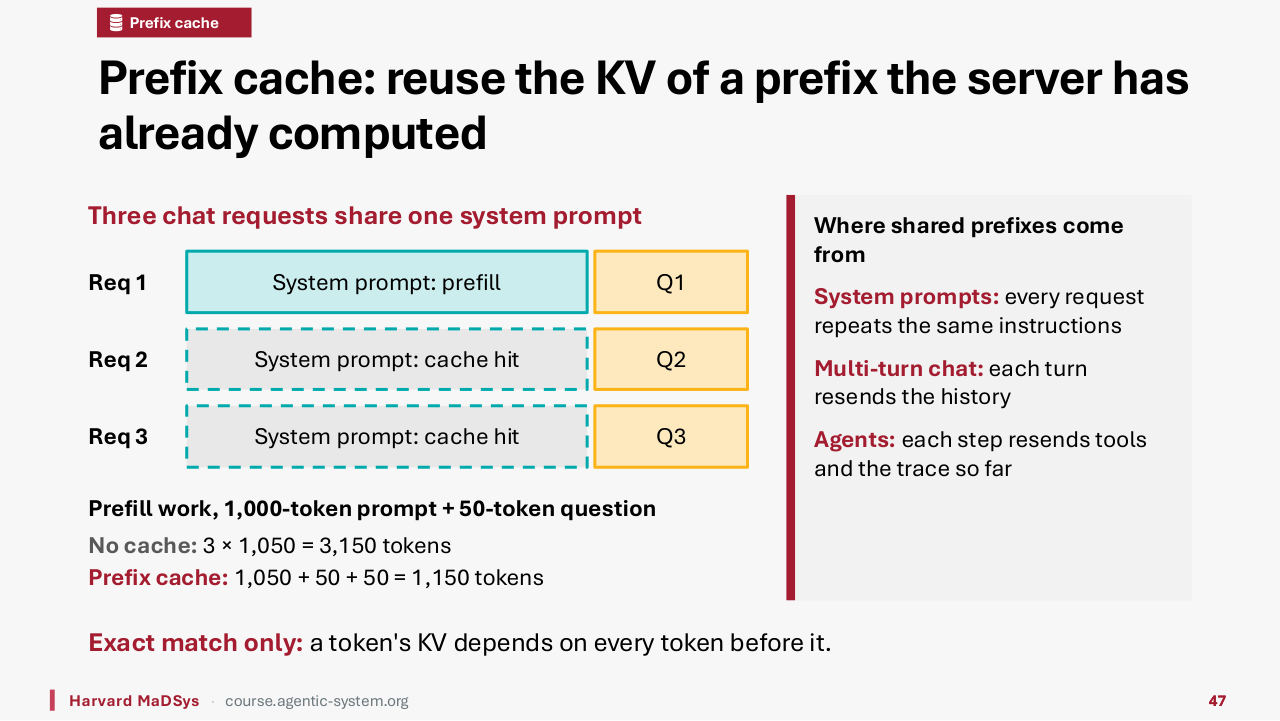 Prefix cache
Prefix cache: reuse the KV of a prefix the server has
already computed
Three chat requests share one system prompt
Req 1
System prompt: prefill
Q1
Req 2
System prompt: cache hit
Q2
Req 3
System prompt: cache hit
Q3
Prefill work, 1,000-token prompt + 50-token question
No cache: 3 × 1,050 = 3,150 tokens
Prefix cache: 1,050 + 50 + 50 = 1,150 tokens
Where shared prefixes come
from
System prompts: every request
repeats the same instructions
Multi-turn chat: each turn
resends the history
Agents: each step resends tools
and the trace so far
Exact match only: a token's KV depends on every token before it.
Harvard MaDSys · course.agentic-system.org
47